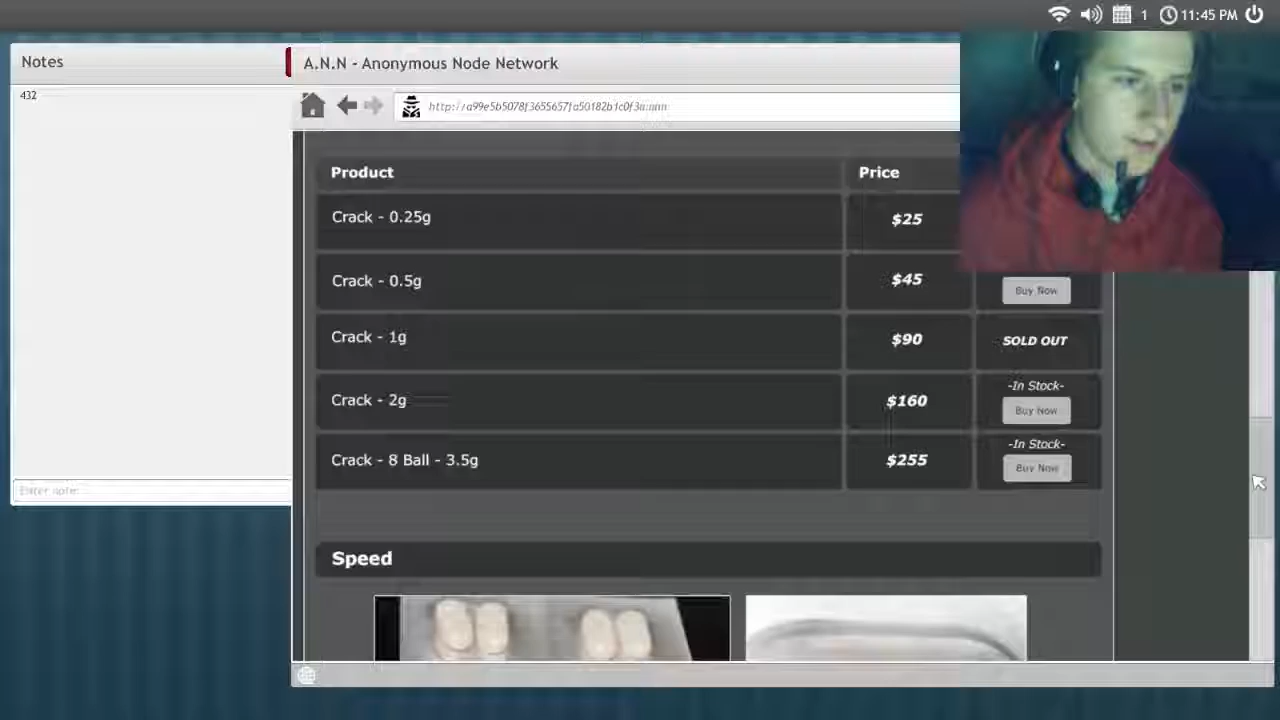 1 11:45 PM
Notes
A.N.N - Anonymous Node Network
432
Product Price
Crack - 0.25g $25
Crack - 0.5g $45 Buy Now
Crack - 1g $90 SOLD OUT
Crack - 2g $160 -In Stock- Buy Now
Crack - 8 Ball - 3.5g $255 -In Stock- Buy Now
Enter note...
Speed